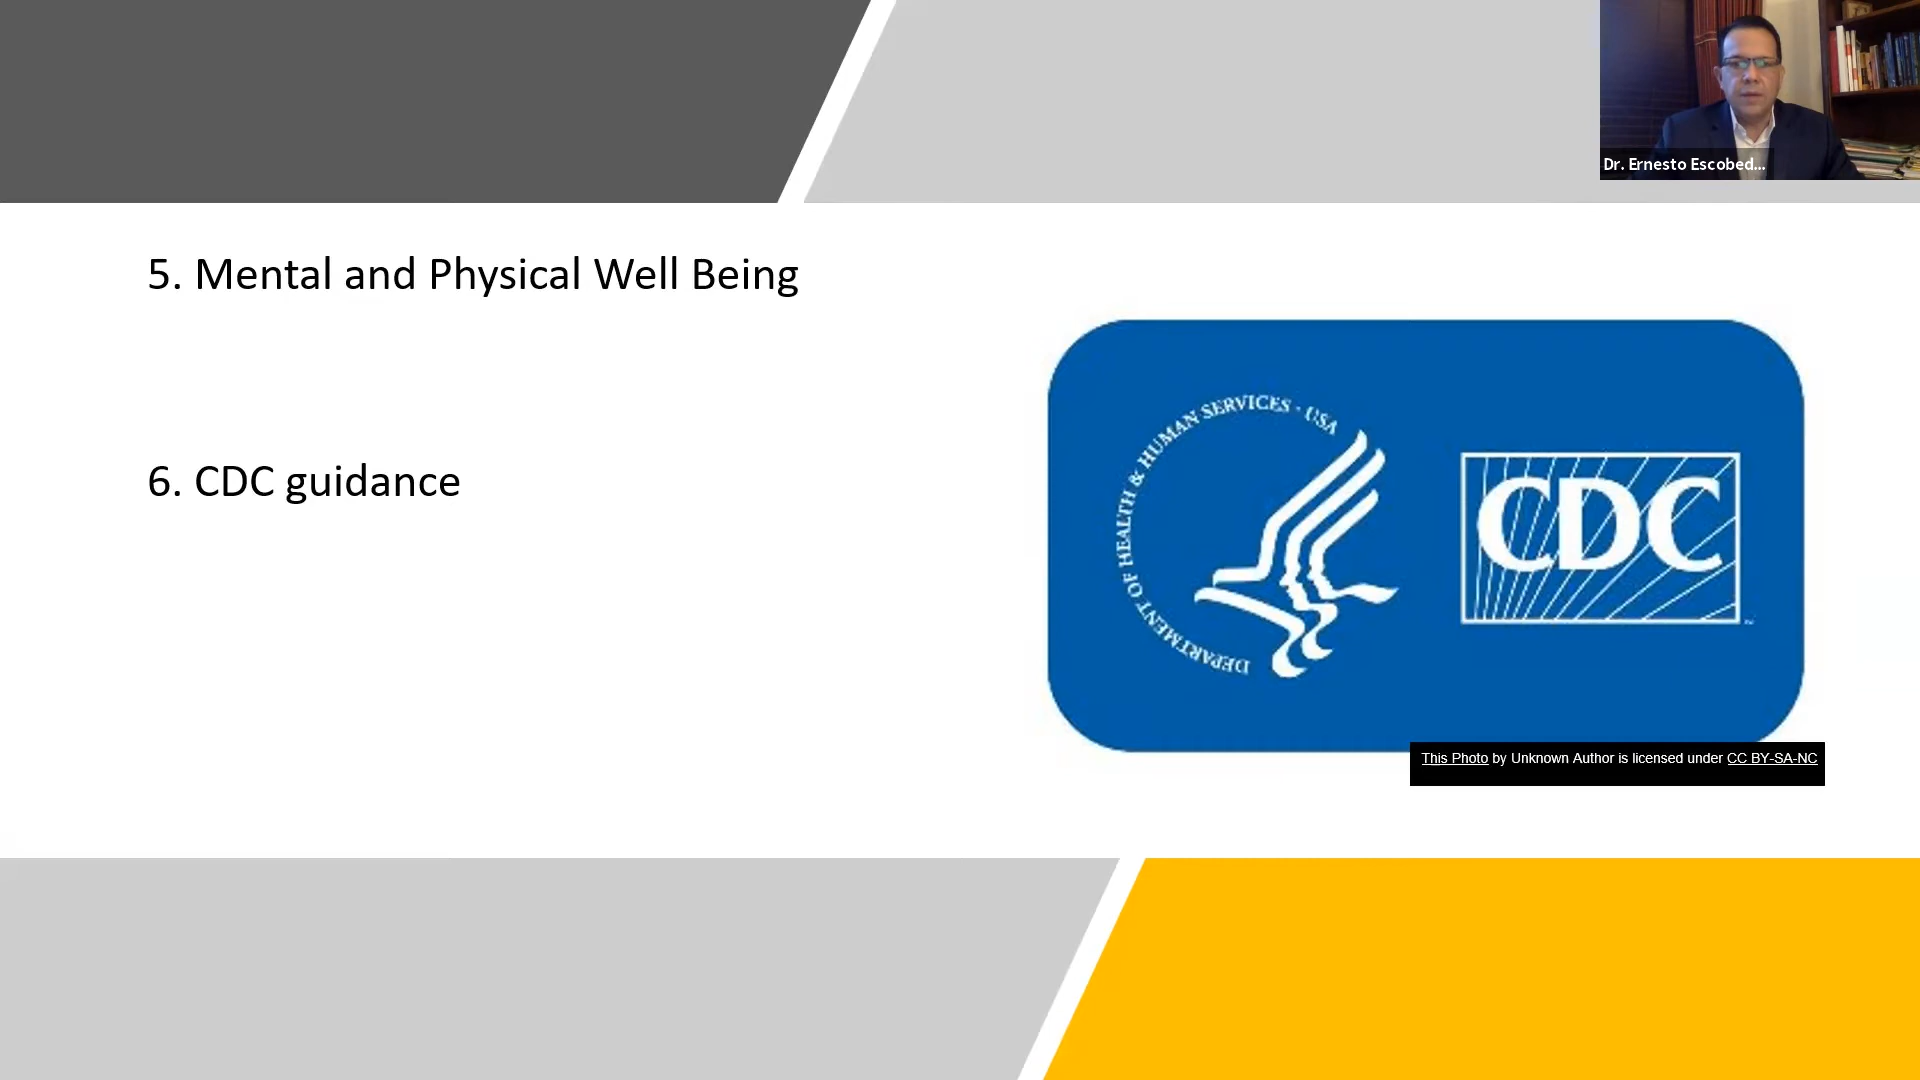 Dr. Ernesto Escobed...
5. Mental and Physical Well Being
6. CDC guidance
DEPARTMENT OF HEALTH & HUMAN SERVICES · USA
CDC
This Photo by Unknown Author is licensed under CC BY-SA-NC